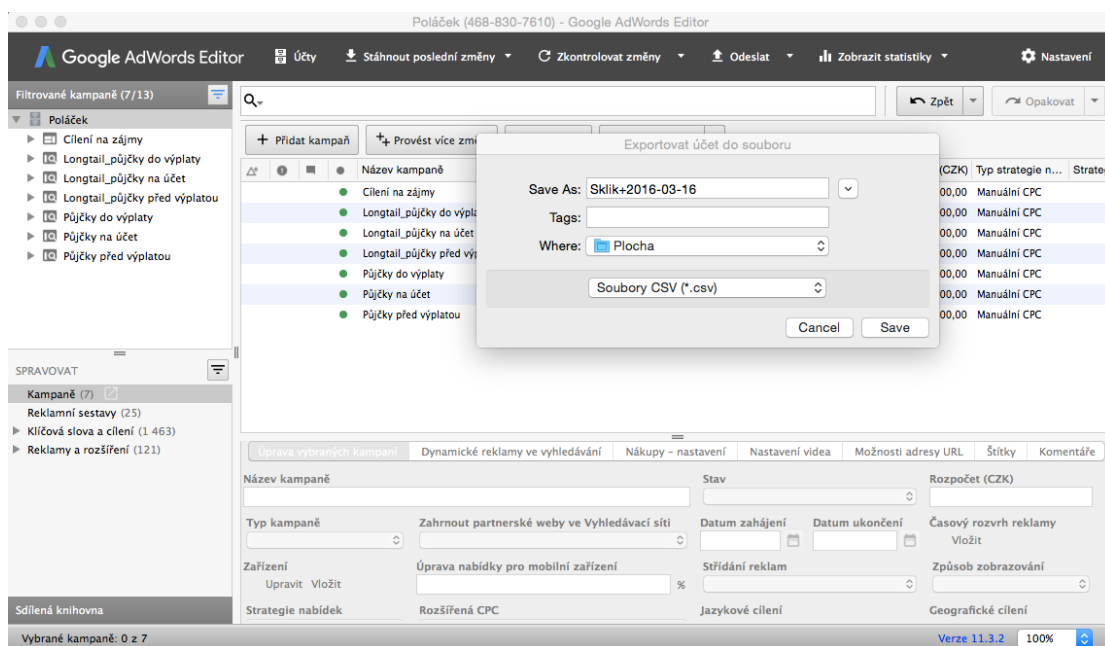 Poláček (468-830-7610) - Google AdWords Editor
Google AdWords Editor
Účty
Stáhnout poslední změny
Zkontrolovat změny
Odeslat
Zobrazit statistiky
Nastavení
Filtrované kampaně (7/13)
Zpět
Opakovat
Poláček
Cílení na zájmy
Longtail_půjčky do výplaty
Longtail_půjčky na účet
Longtail_půjčky před výplatou
Půjčky do výplaty
Půjčky na účet
Půjčky před výplatou
+ Přidat kampaň
Provést více zm
Exportovat účet do souboru
Save As: Sklik+2016-03-16
Tags:
Where: Plocha
Soubory CSV (*.csv)
Cancel
Save
Název kampaně
(CZK) Typ strategie n... Strate
Cílení na zájmy
00,00 Manuální CPC
Longtail_půjčky do výpla
00,00 Manuální CPC
Longtail_půjčky na účet
00,00 Manuální CPC
Longtail_půjčky před vý
00,00 Manuální CPC
Půjčky do výplaty
00,00 Manuální CPC
Půjčky na účet
00,00 Manuální CPC
Půjčky před výplatou
00,00 Manuální CPC
SPRAVOVAT
Kampaně (7)
Reklamní sestavy (25)
Klíčová slova a cílení (1 463)
Reklamy a rozšíření (121)
Úprava vybraných kampaní
Dynamické reklamy ve vyhledávání
Nákupy - nastavení
Nastavení videa
Možnosti adresy URL
Štítky
Komentáře
Název kampaně
Stav
Rozpočet (CZK)
Typ kampaně
Zahrnout partnerské weby ve Vyhledávací síti
Datum zahájení
Datum ukončení
Časový rozvrh reklamy
Vložit
Zařízení
Upravit Vložit
Úprava nabídky pro mobilní zařízení
%
Střídání reklam
Způsob zobrazování
Strategie nabídek
Rozšířená CPC
Jazykové cílení
Geografické cílení
Sdílená knihovna
Vybrané kampaně: 0 z 7
Verze 11.3.2
100%